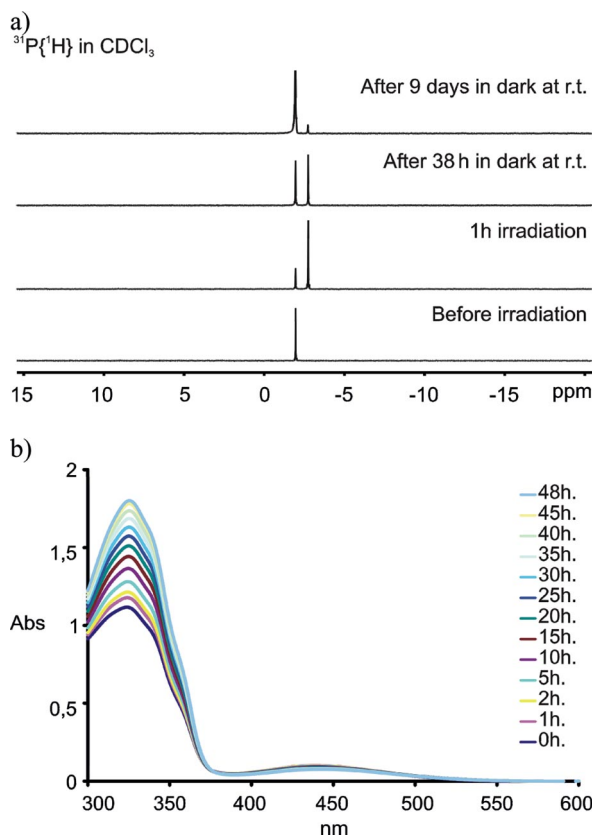 a)
³¹P{¹H} in CDCl₃
After 9 days in dark at r.t.
After 38h in dark at r.t.
1h irradiation
Before irradiation
15 10 5 0 -5 -10 -15 ppm
b)
2
1,5
Abs
1
0,5
0
300 350 400 450 500 550 600
nm
48h.
45h.
40h.
35h.
30h.
25h.
20h.
15h.
10h.
5h.
2h.
1h.
0h.